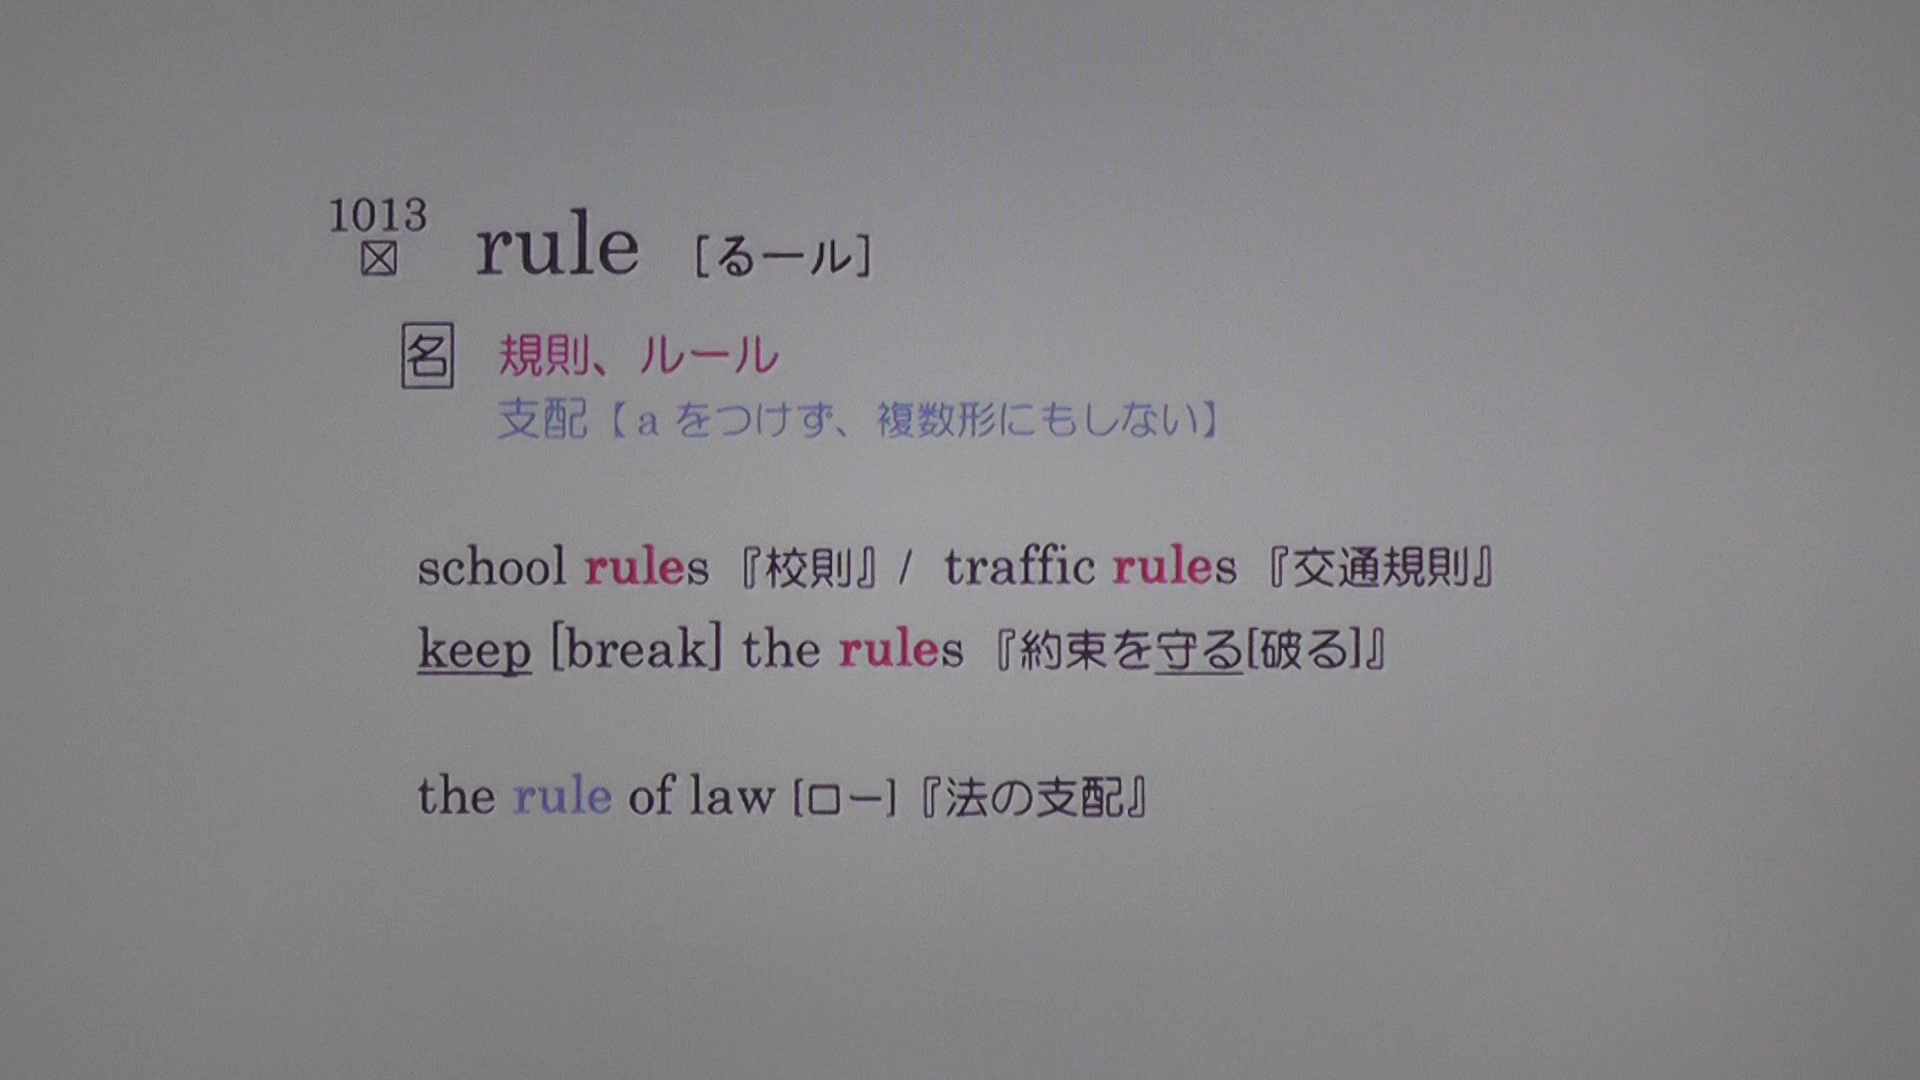 1013
☒ rule [るール]
名 規則、ルール
支配【a をつけず、複数形にもしない】
school rules『校則』/ traffic rules『交通規則』
keep [break] the rules『約束を守る[破る]』
the rule of law [ロー]『法の支配』